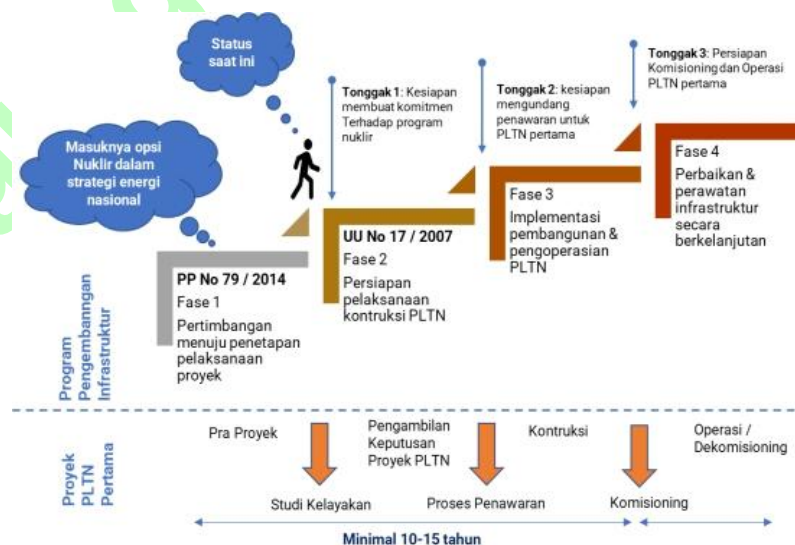 Status
saat ini
Masuknya opsi
Nuklir dalam
strategi energi
nasional
Tonggak 1: Kesiapan
membuat komitmen
Terhadap program
nuklir
Tonggak 2: kesiapan
mengundang
penawaran untuk
PLTN pertama
Tonggak 3: Persiapan
Komisioning dan Operasi
PLTN pertama
PP No 79 / 2014
Fase 1
Pertimbangan
menuju penetapan
pelaksanaan
proyek
UU No 17 / 2007
Fase 2
Persiapan
pelaksanaan
kontruksi PLTN
Fase 3
Implementasi
pembangunan &
pengoperasian
PLTN
Fase 4
Perbaikan &
perawatan
infrastruktur
secara
berkelanjutan
Program
Pengembanngan
Infrastruktur
Proyek
PLTN
Pertama
Pra Proyek
Pengambilan
Keputusan
Proyek PLTN
Kontruksi
Operasi /
Dekomisioning
Studi Kelayakan
Proses Penawaran
Komisioning
Minimal 10-15 tahun